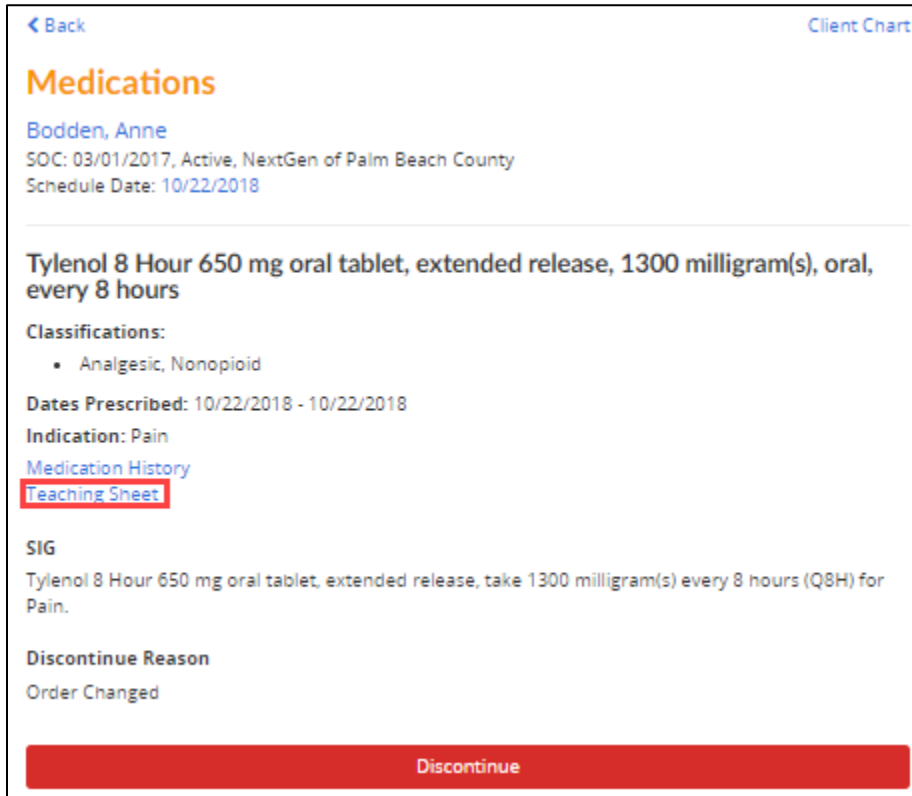 Back Client Chart
Medications
Bodden, Anne
SOC: 03/01/2017, Active, NextGen of Palm Beach County
Schedule Date: 10/22/2018
Tylenol 8 Hour 650 mg oral tablet, extended release, 1300 milligram(s), oral,
every 8 hours
Classifications:
• Analgesic, Nonopioid
Dates Prescribed: 10/22/2018 - 10/22/2018
Indication: Pain
Medication History
Teaching Sheet
SIG
Tylenol 8 Hour 650 mg oral tablet, extended release, take 1300 milligram(s) every 8 hours (Q8H) for
Pain.
Discontinue Reason
Order Changed
Discontinue